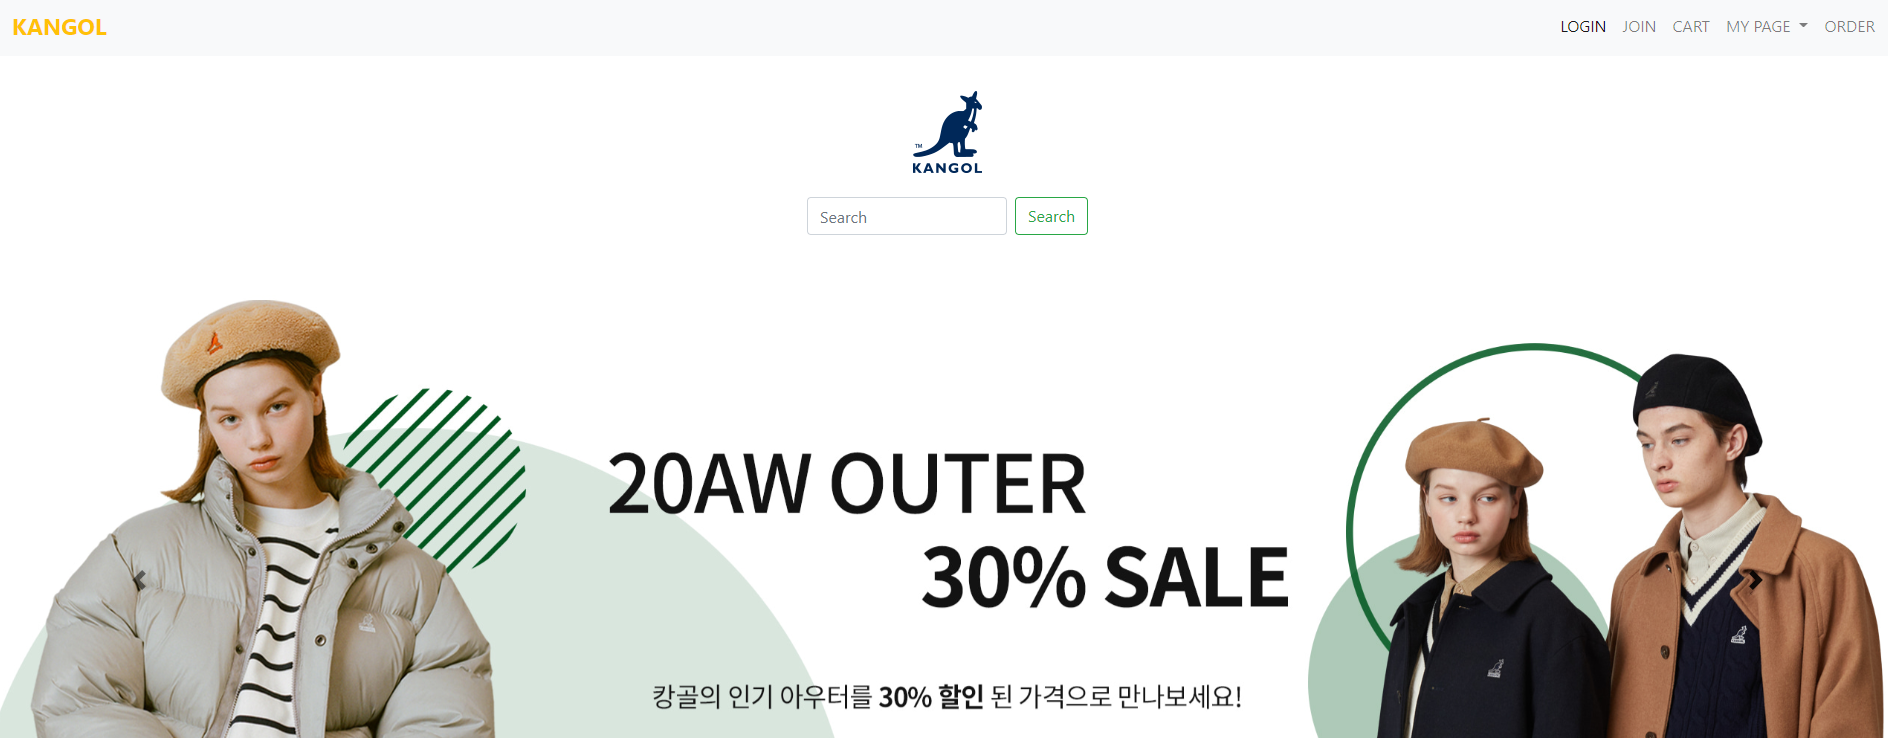 KANGOL
LOGIN JOIN CART MY PAGE ORDER
TM
KANGOL
Search Search
20AW OUTER
30% SALE
캉골의 인기 아우터를 30% 할인 된 가격으로 만나보세요!